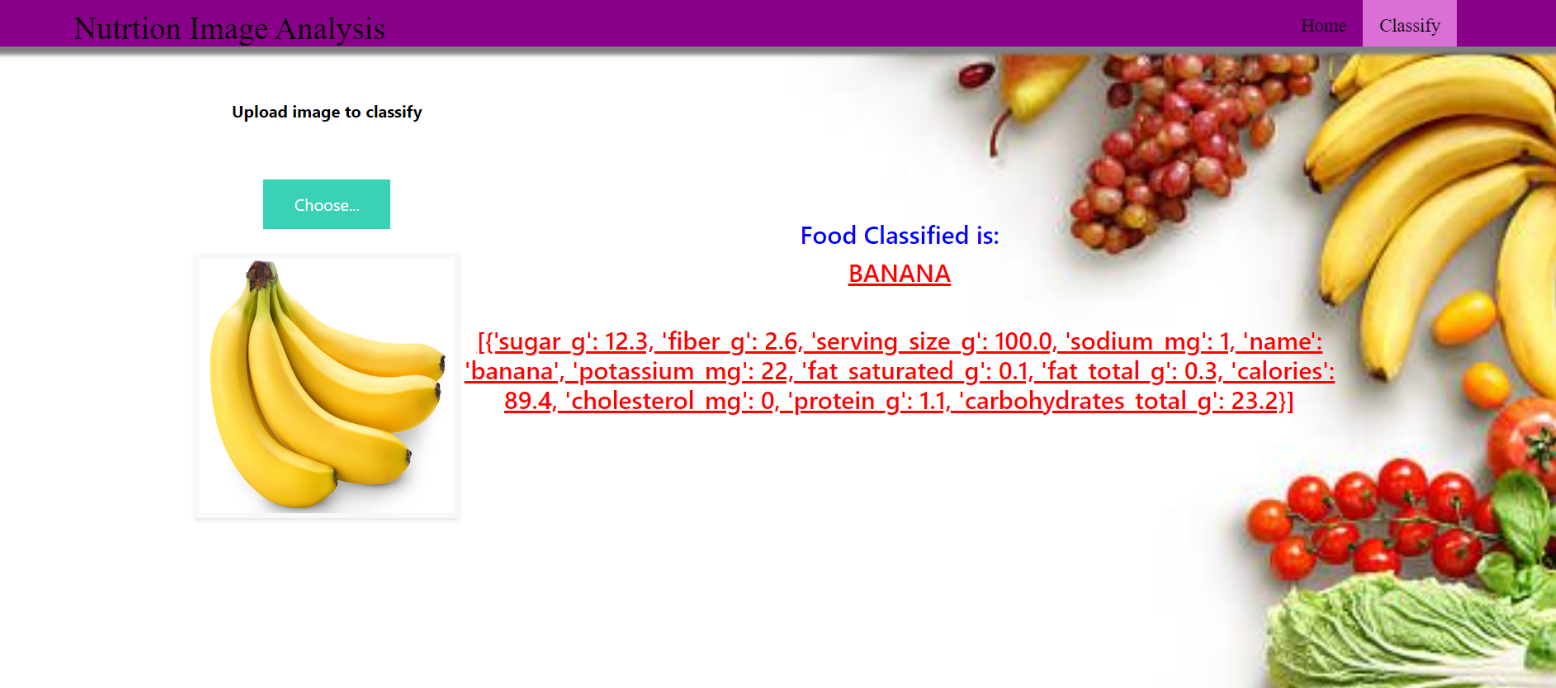 Nutrtion Image Analysis
Home
Classify
Upload image to classify
Choose...
Food Classified is:
BANANA
[{'sugar_g': 12.3, 'fiber_g': 2.6, 'serving_size_g': 100.0, 'sodium_mg': 1, 'name':
'banana', 'potassium_mg': 22, 'fat_saturated_g': 0.1, 'fat_total_g': 0.3, 'calories':
89.4, 'cholesterol_mg': 0, 'protein_g': 1.1, 'carbohydrates_total_g': 23.2}]